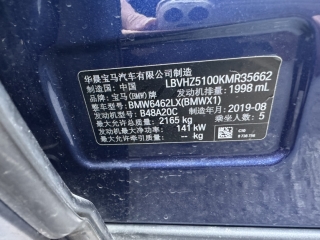 华晨宝马汽车有限公司制造
制造国：中国 LBVHZ5100KMR35662
品牌：宝马(BMW)牌 发动机排量：1998 mL
整车型号：BMW6462LX(BMWX1)
发动机型号：B48A20C 制造年月：2019-08
最大允许总质量：2165 kg 乘坐人数：5
发动机最大净功率：141 kW
最大允许牵引质量：-- kg